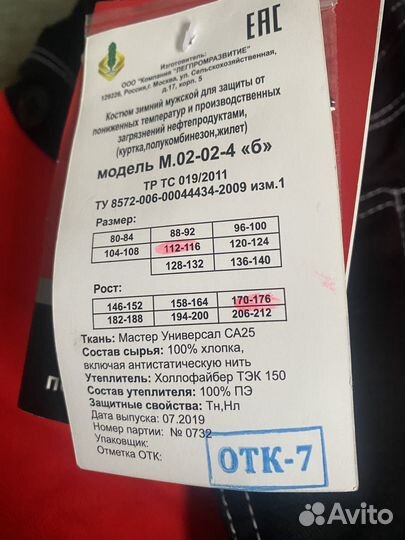 EAC
Изготовитель:
ООО "Компания "ЛЕГПРОМРАЗВИТИЕ"
129226, Россия, г. Москва, ул. Сельскохозяйственная,
д.17, корп. 5
Костюм зимний мужской для защиты от
пониженных температур и производственных
загрязнений нефтепродуктами,
(куртка,полукомбинезон,жилет)
модель М.02-02-4 «б»
ТР ТС 019/2011
ТУ 8572-006-00044434-2009 изм.1
Размер:
80-84 88-92 96-100
104-108 112-116 120-124
128-132 136-140
Рост:
146-152 158-164 170-176
182-188 194-200 206-212
Ткань: Мастер Универсал СА25
Состав сырья: 100% хлопка,
включая антистатическую нить
Утеплитель: Холлофайбер ТЭК 150
Состав утеплителя: 100% ПЭ
Защитные свойства: Тн,Нл
Дата выпуска: 07.2019
Номер партии: № 0732
Упаковщик:
Отметка ОТК:
ОТК-7
Avito